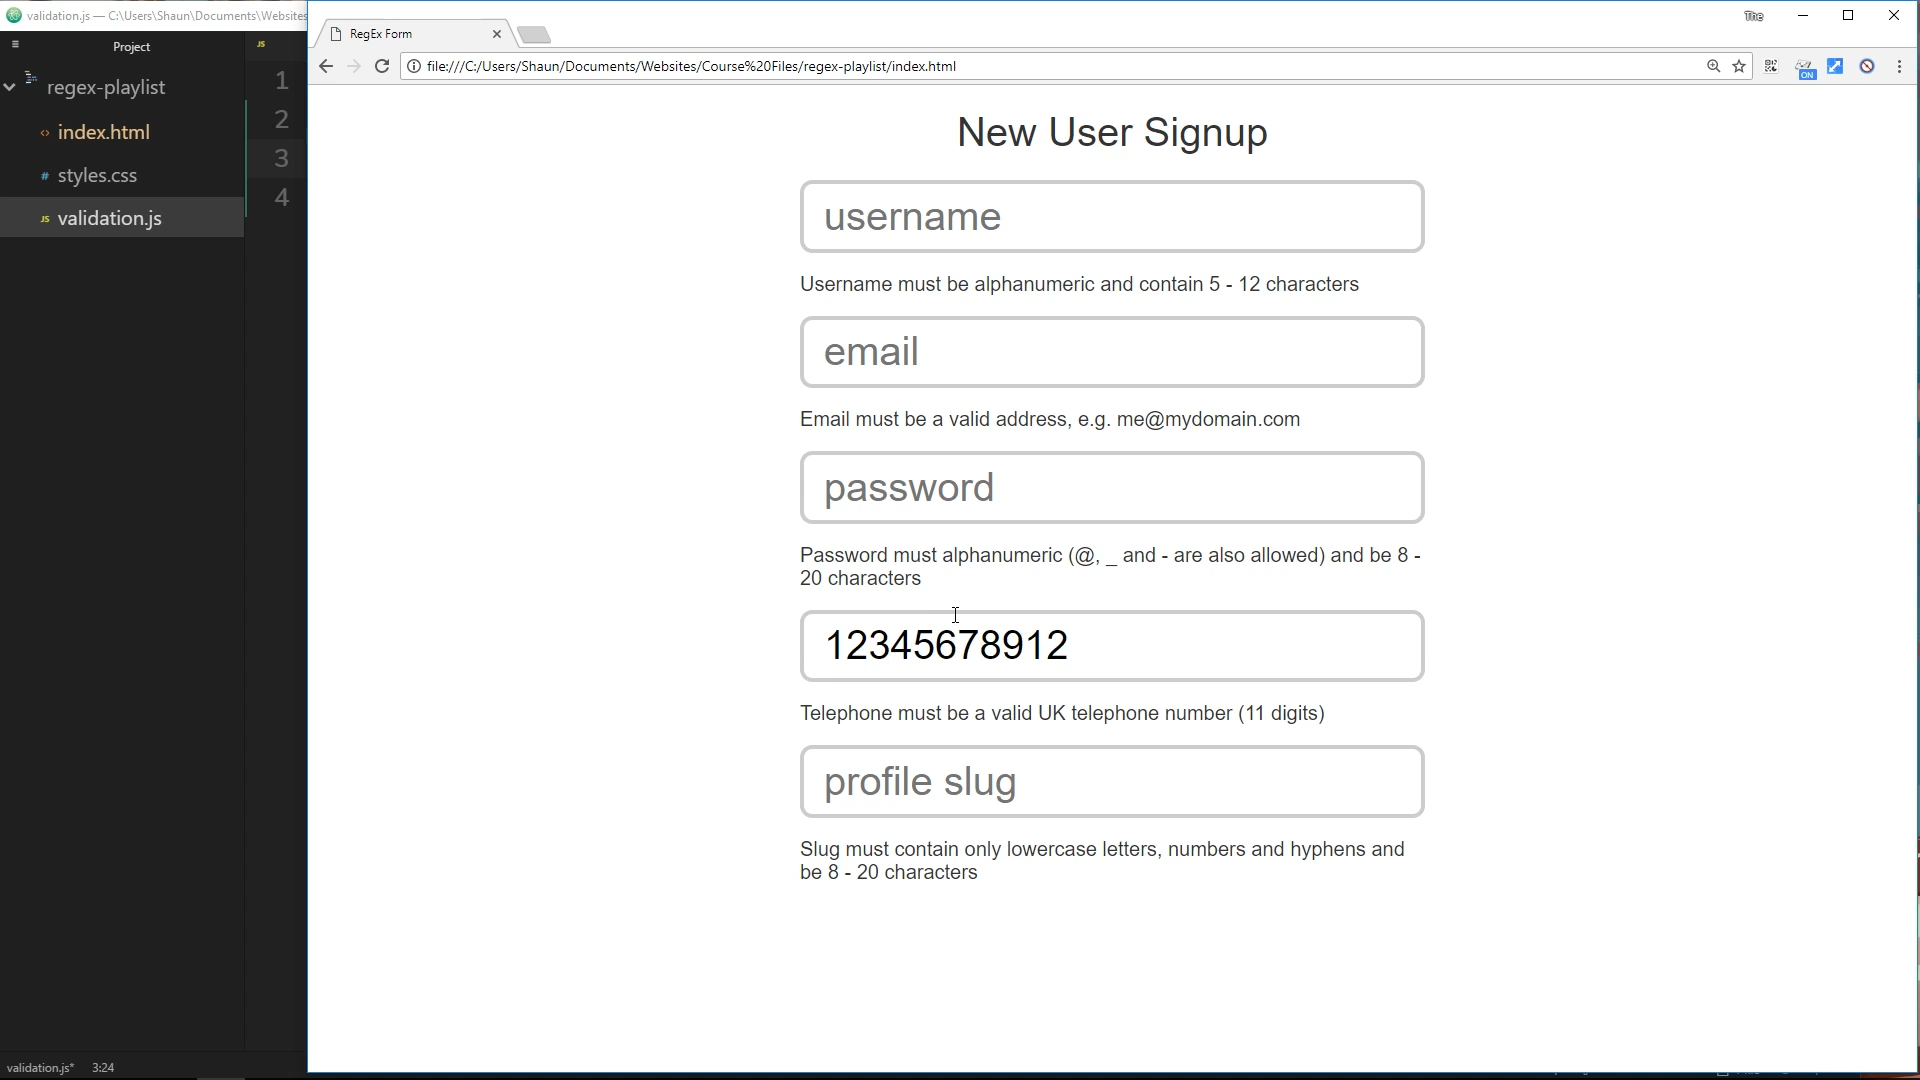 validation.js — C:\Users\Shaun\Documents\Websites
Project
regex-playlist
<> index.html
# styles.css
JS validation.js
JS
1
2
3
4
validation.js* 3:24
RegEx Form
The
file:///C:/Users/Shaun/Documents/Websites/Course%20Files/regex-playlist/index.html
ON
New User Signup
username
Username must be alphanumeric and contain 5 - 12 characters
email
Email must be a valid address, e.g. me@mydomain.com
password
Password must alphanumeric (@, _ and - are also allowed) and be 8 -
20 characters
12345678912
Telephone must be a valid UK telephone number (11 digits)
profile slug
Slug must contain only lowercase letters, numbers and hyphens and
be 8 - 20 characters